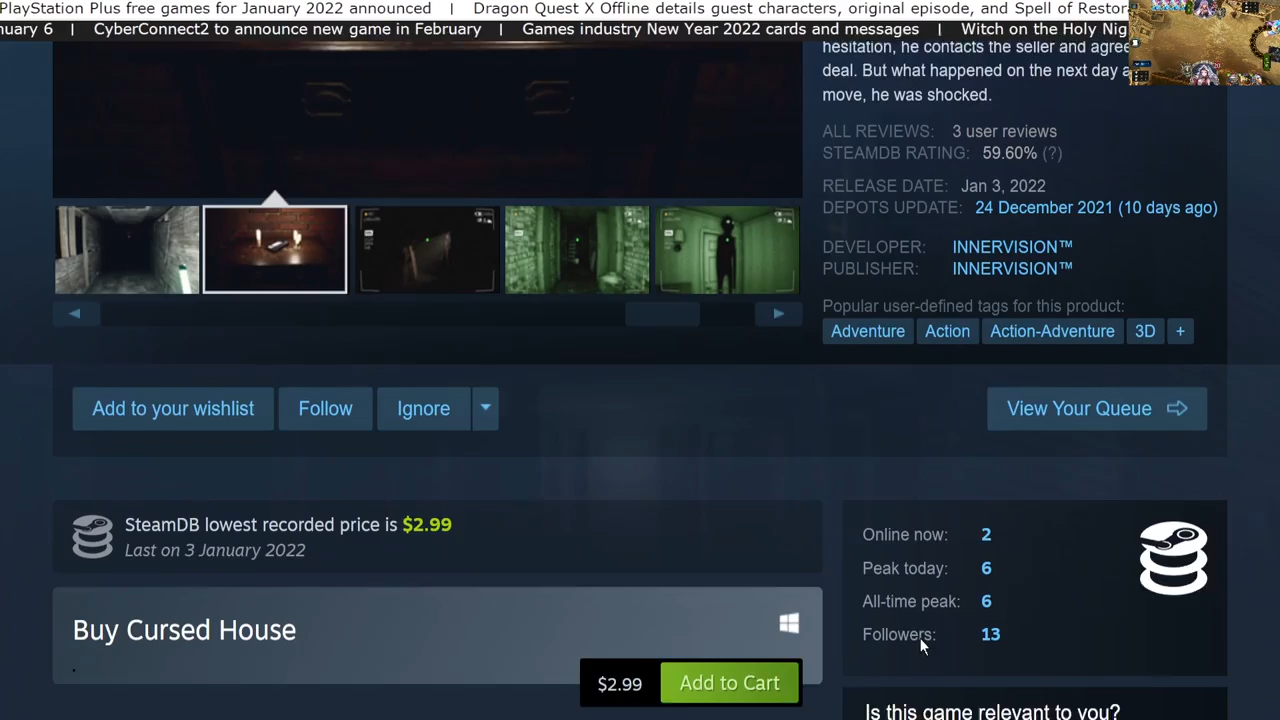 PlayStation Plus free games for January 2022 announced | Dragon Quest X Offline details guest characters, original episode, and Spell of Restor
nuary 6 | CyberConnect2 to announce new game in February | Games industry New Year 2022 cards and messages | Witch on the Holy Nig
hesitation, he contacts the seller and agree
deal. But what happened on the next day a
move, he was shocked.
ALL REVIEWS: 3 user reviews
STEAMDB RATING: 59.60% (?)
RELEASE DATE: Jan 3, 2022
DEPOTS UPDATE: 24 December 2021 (10 days ago)
DEVELOPER: INNERVISION™
PUBLISHER: INNERVISION™
Popular user-defined tags for this product:
Adventure Action Action-Adventure 3D +
Add to your wishlist Follow Ignore View Your Queue
SteamDB lowest recorded price is $2.99
Last on 3 January 2022
Online now: 2
Peak today: 6
All-time peak: 6
Followers: 13
Buy Cursed House
.
$2.99 Add to Cart
Is this game relevant to you?